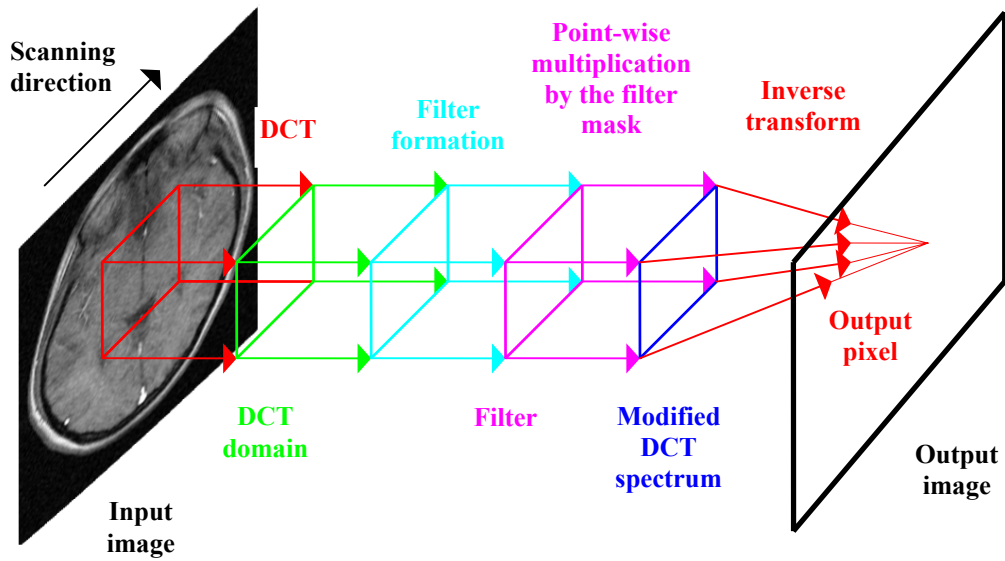 Scanning
direction
DCT
Filter
formation
Point-wise
multiplication
by the filter
mask
Inverse
transform
Output
pixel
DCT
domain
Filter
Modified
DCT
spectrum
Input
image
Output
image